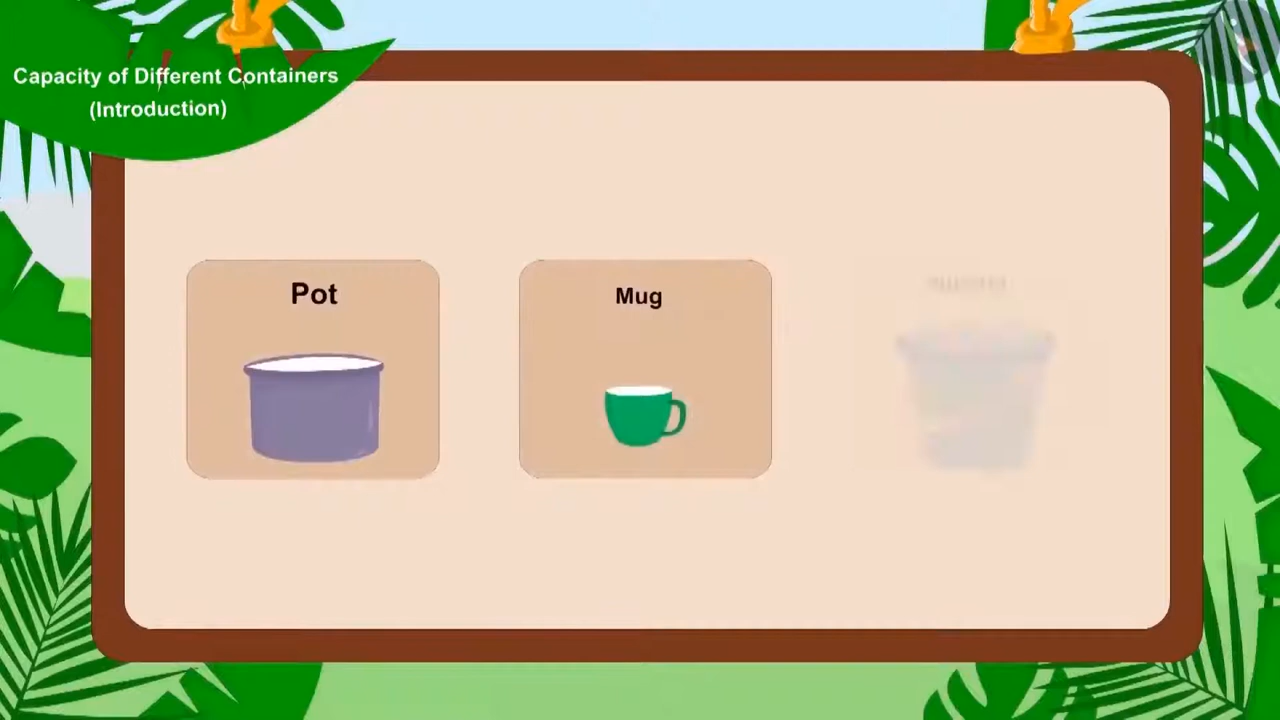 Capacity of Different Containers
(Introduction)
Pot
Mug